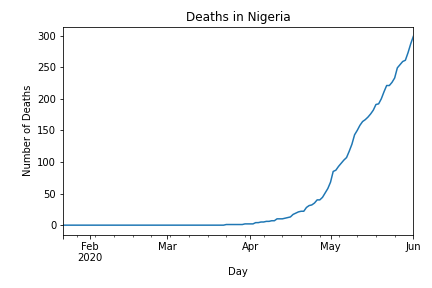 Deaths in Nigeria
300
250
200
150
100
50
0
Number of Deaths
Feb
2020
Mar
Apr
May
Jun
Day